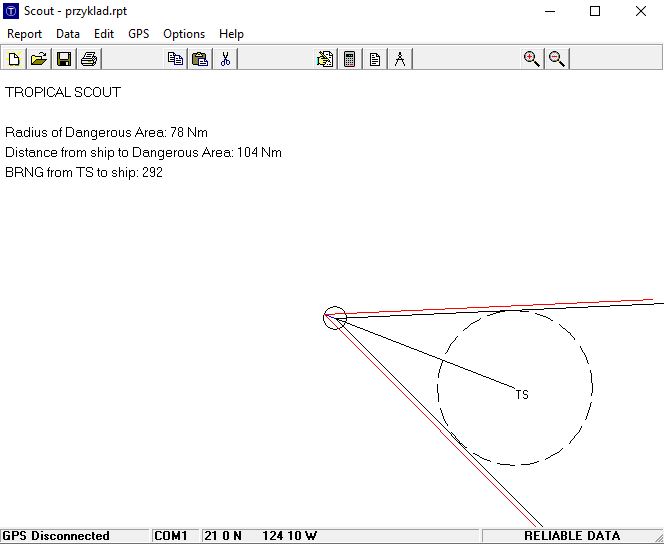 Scout - przyklad.rpt
Report Data Edit GPS Options Help
TROPICAL SCOUT
Radius of Dangerous Area: 78 Nm
Distance from ship to Dangerous Area: 104 Nm
BRNG from TS to ship: 292
TS
GPS Disconnected COM1 21 0 N 124 10 W RELIABLE DATA